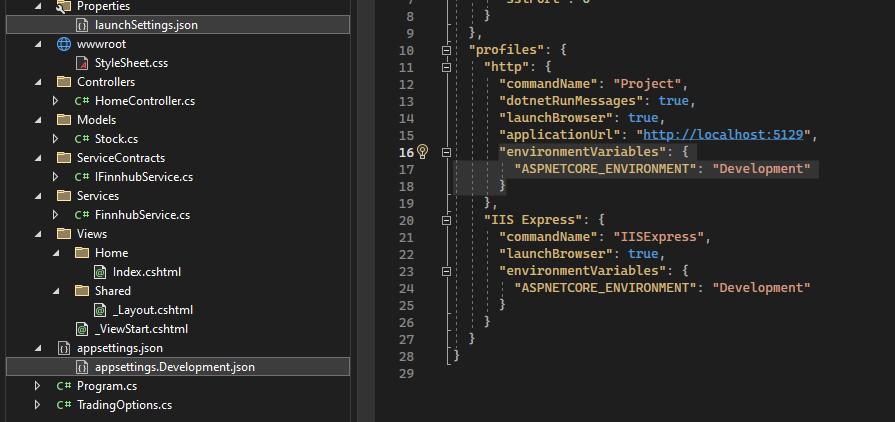 Properties
launchSettings.json
wwwroot
StyleSheet.css
Controllers
C# HomeController.cs
Models
C# Stock.cs
ServiceContracts
C# IFinnhubService.cs
Services
C# FinnhubService.cs
Views
Home
Index.cshtml
Shared
_Layout.cshtml
_ViewStart.cshtml
appsettings.json
appsettings.Development.json
C# Program.cs
C# TradingOptions.cs
8 }
9 },
10 "profiles": {
11 "http": {
12 "commandName": "Project",
13 "dotnetRunMessages": true,
14 "launchBrowser": true,
15 "applicationUrl": "http://localhost:5129",
16 "environmentVariables": {
17 "ASPNETCORE_ENVIRONMENT": "Development"
18 }
19 },
20 "IIS Express": {
21 "commandName": "IISExpress",
22 "launchBrowser": true,
23 "environmentVariables": {
24 "ASPNETCORE_ENVIRONMENT": "Development"
25 }
26 }
27 }
28 }
29